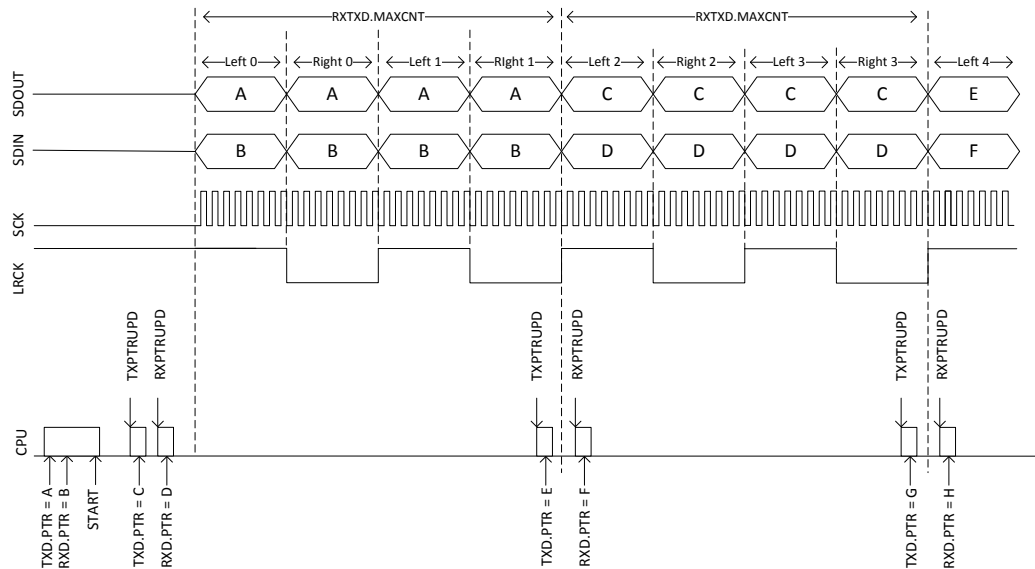 RXTXD.MAXCNT RXTXD.MAXCNT
Left 0 Right 0 Left 1 RIght 1 Left 2 Right 2 Left 3 Right 3 Left 4
SDOUT A A A A C C C C E
SDIN B B B B D D D D F
SCK
LRCK
TXPTRUPD RXPTRUPD TXPTRUPD RXPTRUPD TXPTRUPD RXPTRUPD
CPU
TXD.PTR = A RXD.PTR = B START TXD.PTR = C RXD.PTR = D TXD.PTR = E RXD.PTR = F TXD.PTR = G RXD.PTR = H